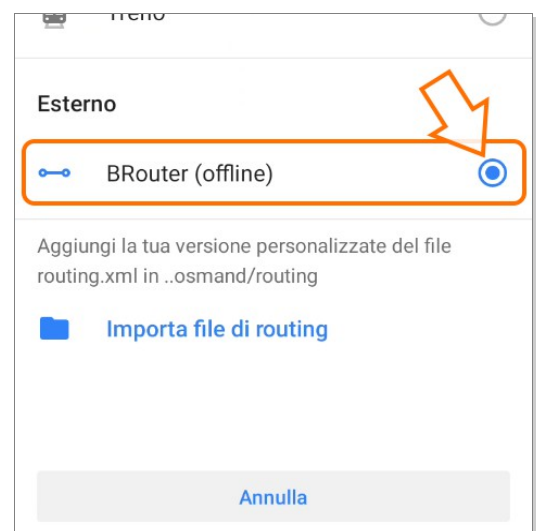 Treno
Esterno
BRouter (offline)
Aggiungi la tua versione personalizzate del file
routing.xml in ..osmand/routing
Importa file di routing
Annulla